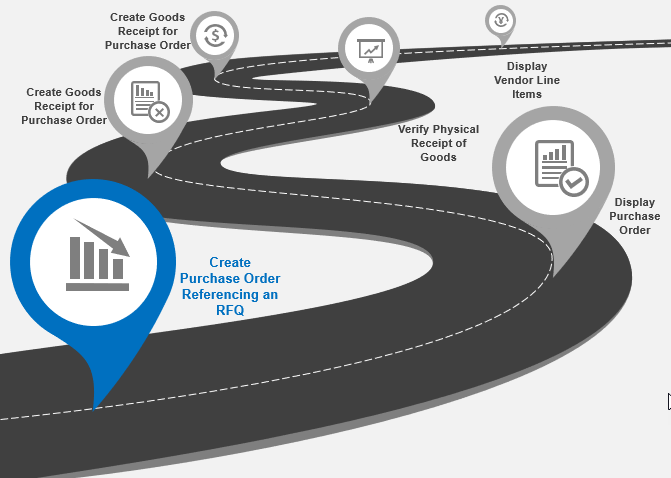 Create Goods
Receipt for
Purchase Order
$
¥
Display
Vendor Line
Items
Create Goods
Receipt for
Purchase Order
Verify Physical
Receipt of
Goods
Display
Purchase
Order
Create
Purchase Order
Referencing an
RFQ